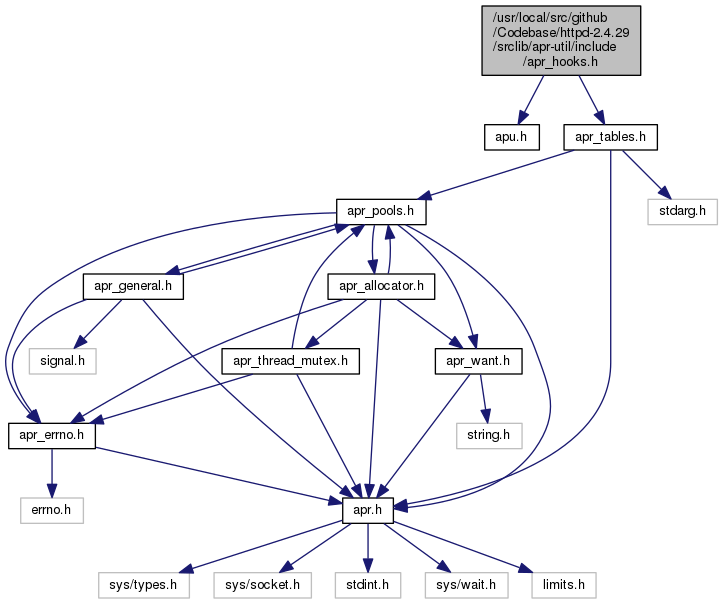 /usr/local/src/github
/Codebase/httpd-2.4.29
/srclib/apr-util/include
/apr_hooks.h
apu.h
apr_tables.h
apr_pools.h
stdarg.h
apr_general.h
apr_allocator.h
signal.h
apr_thread_mutex.h
apr_want.h
apr_errno.h
string.h
errno.h
apr.h
sys/types.h
sys/socket.h
stdint.h
sys/wait.h
limits.h